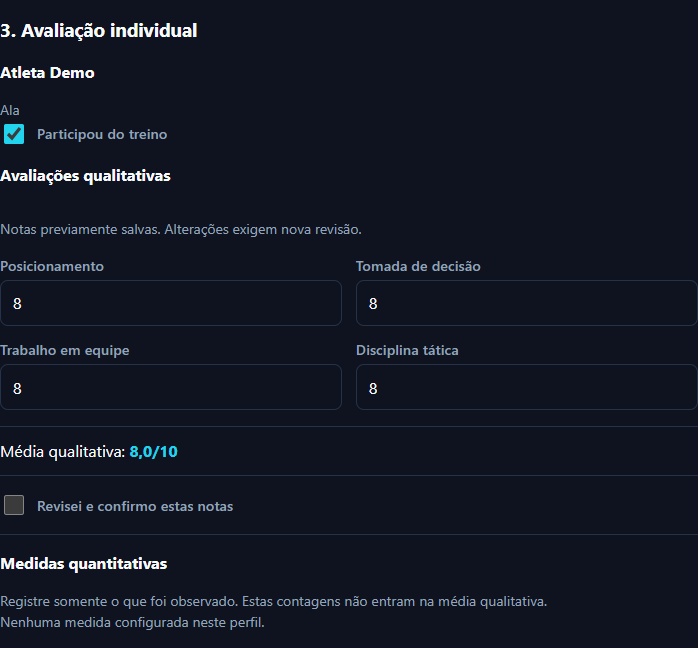 3. Avaliação individual
Atleta Demo
Ala
Participou do treino
Avaliações qualitativas
Notas previamente salvas. Alterações exigem nova revisão.
Posicionamento
Tomada de decisão
8
8
Trabalho em equipe
Disciplina tática
8
8
Média qualitativa: 8,0/10
Revisei e confirmo estas notas
Medidas quantitativas
Registre somente o que foi observado. Estas contagens não entram na média qualitativa.
Nenhuma medida configurada neste perfil.